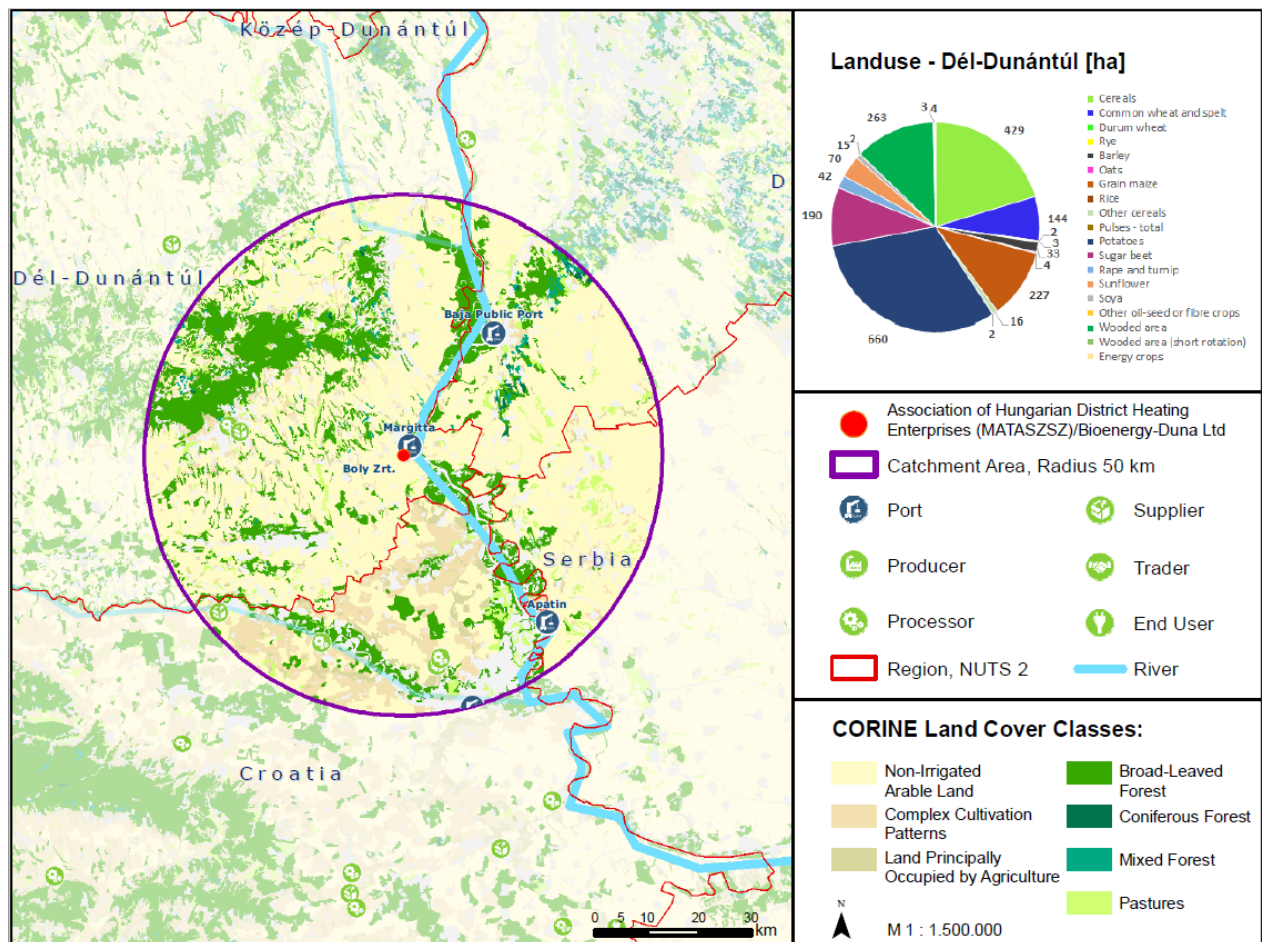 Közép-Dunántúl
Dél-Dunántúl
D
Baja Public Port
Margitta
Boly Zrt.
Serbia
Apatin
Croatia
0 5 10 20 30
km
Landuse - Dél-Dunántúl [ha]
3
4
263
2
15
70
42
190
660
429
144
2
3
33
4
227
16
2
Cereals
Common wheat and spelt
Durum wheat
Rye
Barley
Oats
Grain maize
Rice
Other cereals
Pulses - total
Potatoes
Sugar beet
Rape and turnip
Sunflower
Soya
Other oil-seed or fibre crops
Wooded area
Wooded area (short rotation)
Energy crops
Association of Hungarian District Heating
Enterprises (MATASZSZ)/Bioenergy-Duna Ltd
Catchment Area, Radius 50 km
Port
Supplier
Producer
Trader
Processor
End User
Region, NUTS 2
River
CORINE Land Cover Classes:
Non-Irrigated
Arable Land
Broad-Leaved
Forest
Complex Cultivation
Patterns
Coniferous Forest
Land Principally
Occupied by Agriculture
Mixed Forest
Pastures
N
M 1 : 1.500.000